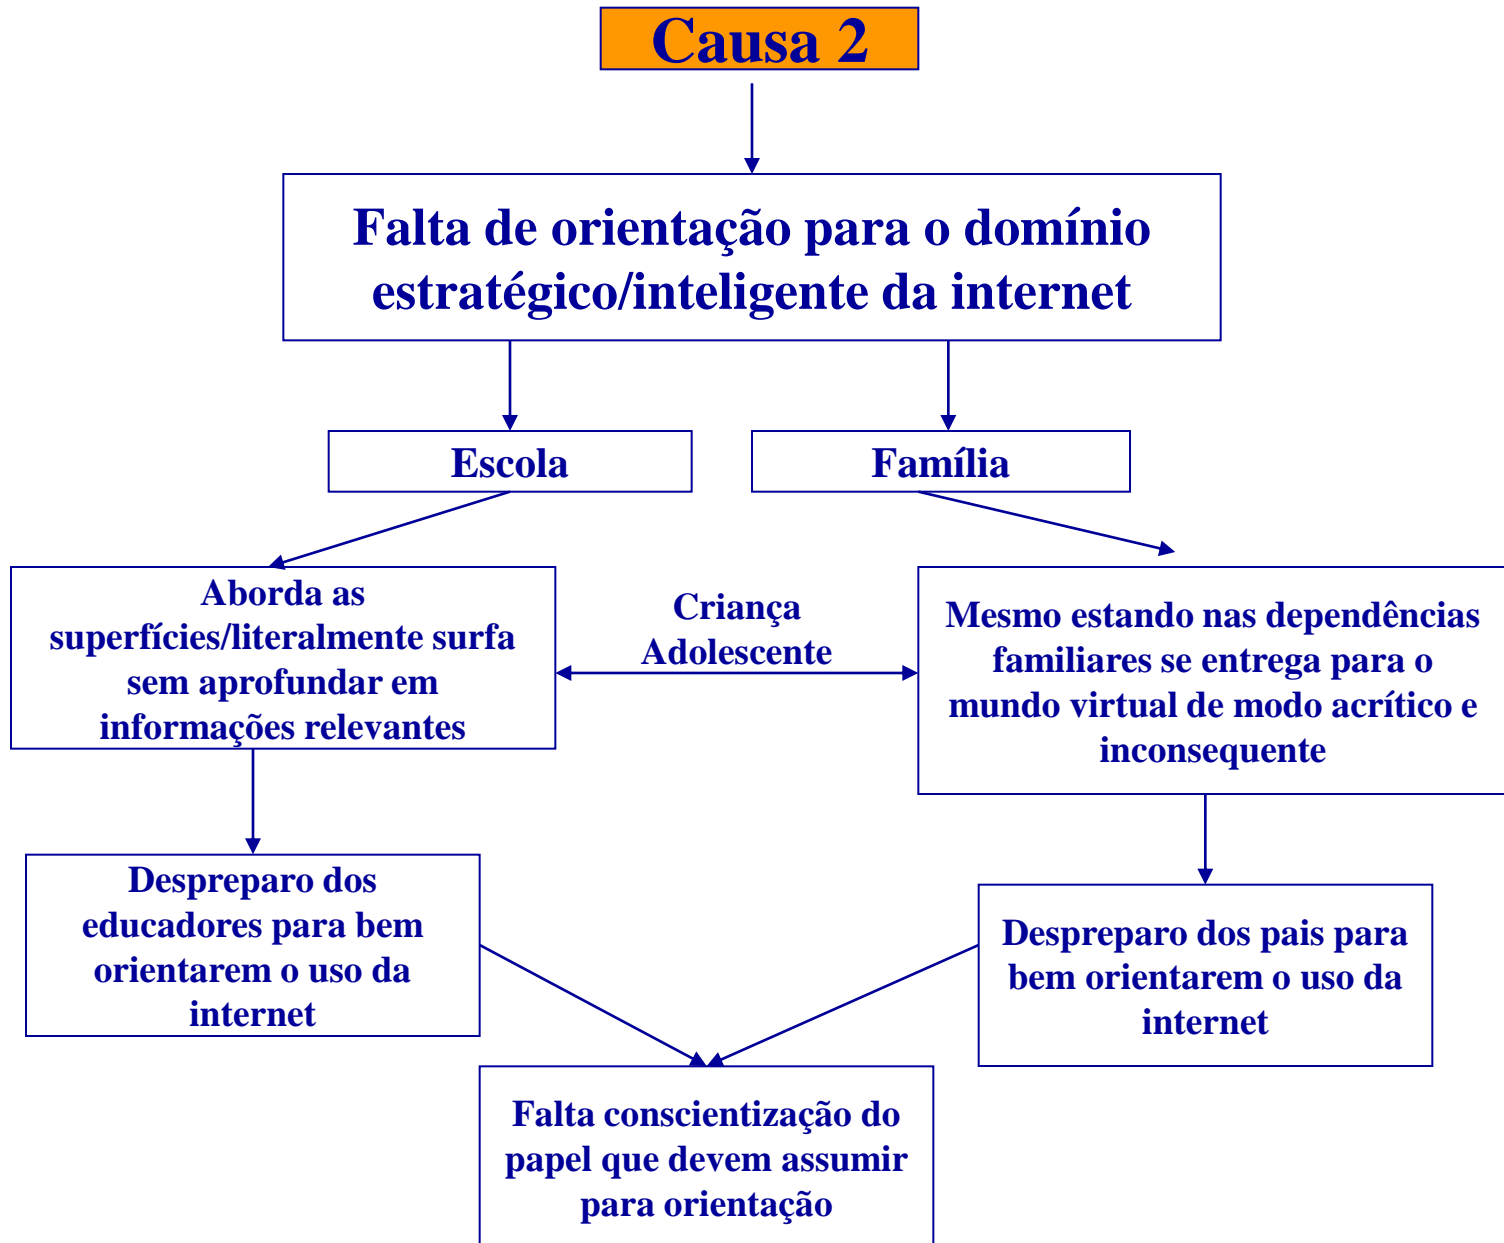 Causa 2
Falta de orientação para o domínio
estratégico/inteligente da internet
Escola
Família
Aborda as
superfícies/literalmente surfa
sem aprofundar em
informações relevantes
Criança
Adolescente
Mesmo estando nas dependências
familiares se entrega para o
mundo virtual de modo acrítico e
inconsequente
Despreparo dos
educadores para bem
orientarem o uso da
internet
Despreparo dos pais para
bem orientarem o uso da
internet
Falta conscientização do
papel que devem assumir
para orientação